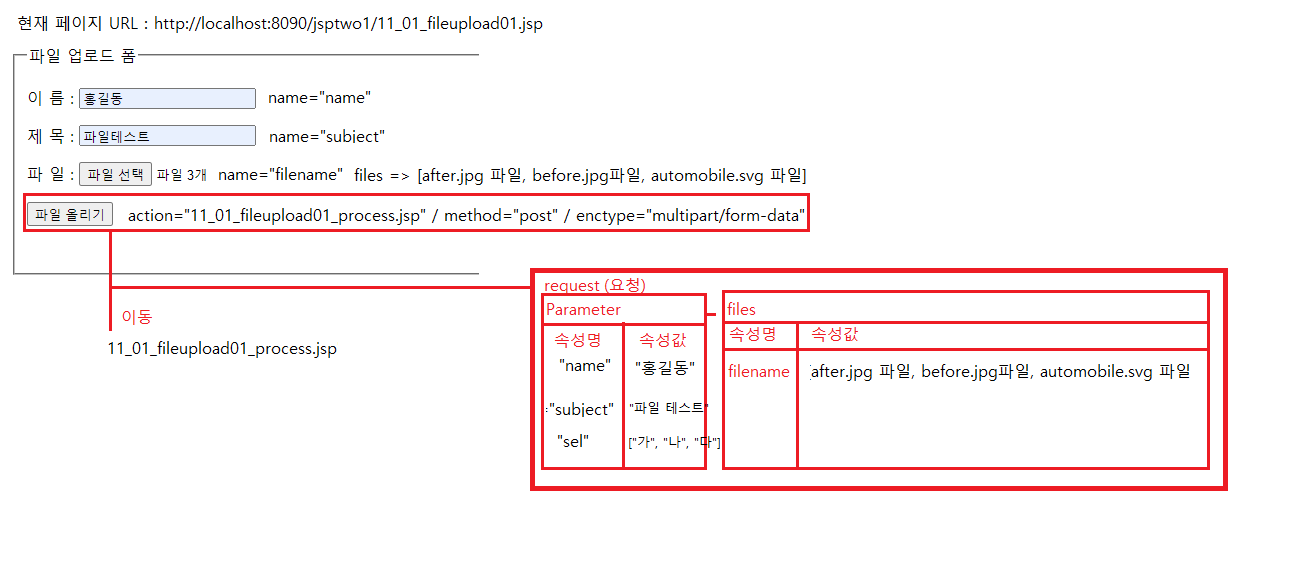 현재 페이지 URL : http://localhost:8090/jsptwo1/11_01_fileupload01.jsp
파일 업로드 폼
이 름 : 홍길동 name="name"
제 목 : 파일테스트 name="subject"
파 일 : 파일 선택 파일 3개 name="filename" files => [after.jpg 파일, before.jpg파일, automobile.svg 파일]
파일 올리기 action="11_01_fileupload01_process.jsp" / method="post" / enctype="multipart/form-data"
request (요청)
Parameter files
속성명 속성값 속성명 속성값
"name" "홍길동" filename after.jpg 파일, before.jpg파일, automobile.svg 파일
"subject" "파일 테스트"
"sel" ["가", "나", "다"]
이동
11_01_fileupload01_process.jsp